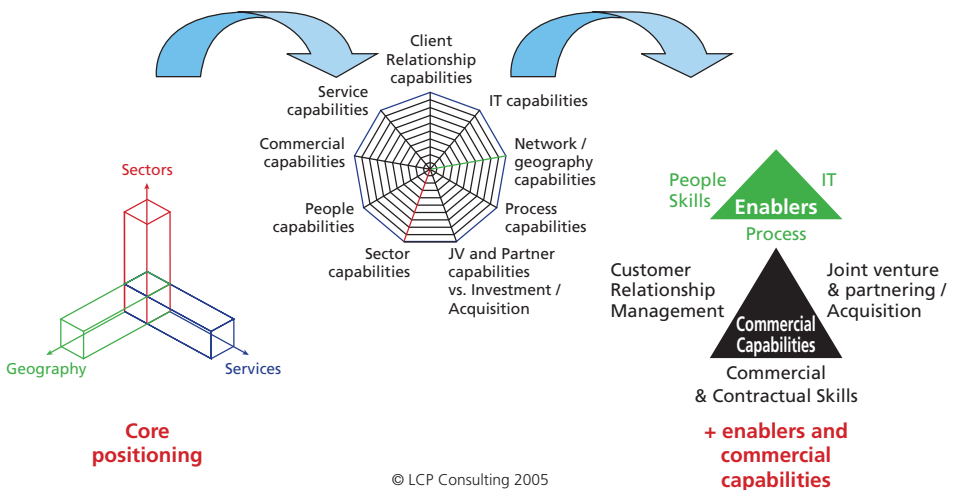 Client
Relationship
capabilities
Service
capabilities
IT capabilities
Commercial
capabilities
Network /
geography
capabilities
People
capabilities
Process
capabilities
Sector
capabilities
JV and Partner
capabilities
vs. Investment /
Acquisition
Sectors
Geography
Services
Core
positioning
People
Skills
IT
Enablers
Process
Customer
Relationship
Management
Joint venture
& partnering /
Acquisition
Commercial
Capabilities
Commercial
& Contractual Skills
+ enablers and
commercial
capabilities
© LCP Consulting 2005